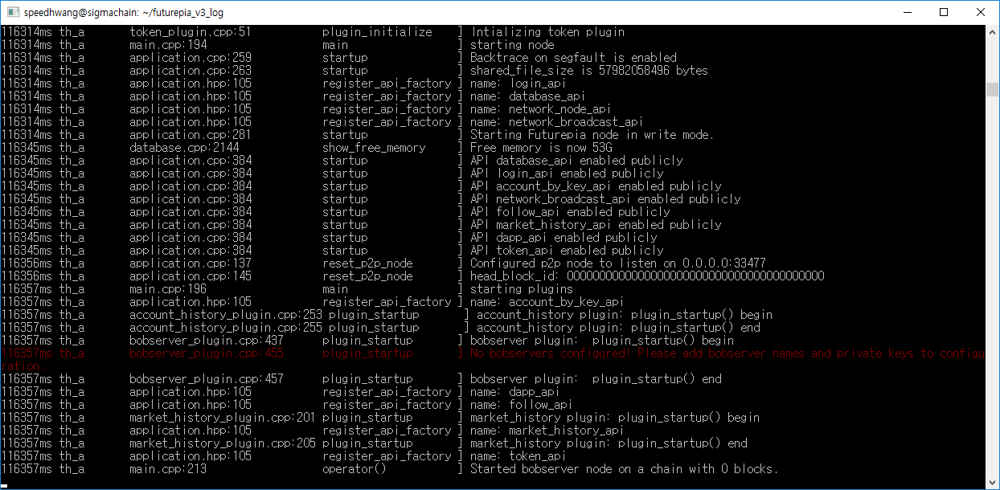 speedhwang@sigmachain: ~/futurepia_v3_log
116314ms th_a token_plugin.cpp:51 plugin_initialize ] Intializing token plugin
116314ms th_a main.cpp:194 main ] starting node
116314ms th_a application.cpp:259 startup ] Backtrace on segfault is enabled
116314ms th_a application.cpp:263 startup ] shared_file_size is 57982058496 bytes
116314ms th_a application.hpp:105 register_api_factory ] name: login_api
116314ms th_a application.hpp:105 register_api_factory ] name: database_api
116314ms th_a application.hpp:105 register_api_factory ] name: network_node_api
116314ms th_a application.hpp:105 register_api_factory ] name: network_broadcast_api
116314ms th_a application.cpp:281 startup ] Starting Futurepia node in write mode.
116345ms th_a database.cpp:2144 show_free_memory ] Free memory is now 53G
116345ms th_a application.cpp:384 startup ] API database_api enabled publicly
116345ms th_a application.cpp:384 startup ] API login_api enabled publicly
116345ms th_a application.cpp:384 startup ] API account_by_key_api enabled publicly
116345ms th_a application.cpp:384 startup ] API network_broadcast_api enabled publicly
116345ms th_a application.cpp:384 startup ] API follow_api enabled publicly
116345ms th_a application.cpp:384 startup ] API market_history_api enabled publicly
116345ms th_a application.cpp:384 startup ] API dapp_api enabled publicly
116345ms th_a application.cpp:384 startup ] API token_api enabled publicly
116356ms th_a application.cpp:137 reset_p2p_node ] Configured p2p node to listen on 0.0.0.0:33477
116356ms th_a application.cpp:145 reset_p2p_node ] head_block_id: 0000000000000000000000000000000000000000
116357ms th_a main.cpp:196 main ] starting plugins
116357ms th_a application.hpp:105 register_api_factory ] name: account_by_key_api
116357ms th_a account_history_plugin.cpp:253 plugin_startup ] account_history plugin: plugin_startup() begin
116357ms th_a account_history_plugin.cpp:255 plugin_startup ] account_history plugin: plugin_startup() end
116357ms th_a bobserver_plugin.cpp:437 plugin_startup ] bobserver plugin: plugin_startup() begin
116357ms th_a bobserver_plugin.cpp:455 plugin_startup ] No bobservers configured! Please add bobserver names and private keys to configu
ration.
116357ms th_a bobserver_plugin.cpp:457 plugin_startup ] bobserver plugin: plugin_startup() end
116357ms th_a application.hpp:105 register_api_factory ] name: dapp_api
116357ms th_a application.hpp:105 register_api_factory ] name: follow_api
116357ms th_a market_history_plugin.cpp:201 plugin_startup ] market_history plugin: plugin_startup() begin
116357ms th_a application.hpp:105 register_api_factory ] name: market_history_api
116357ms th_a market_history_plugin.cpp:205 plugin_startup ] market_history plugin: plugin_startup() end
116357ms th_a application.hpp:105 register_api_factory ] name: token_api
116357ms th_a main.cpp:213 operator() ] Started bobserver node on a chain with 0 blocks.